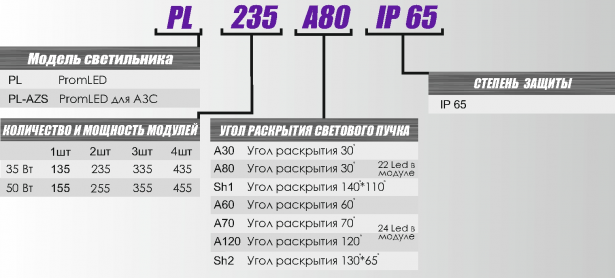 PL 235 A80 IP 65
Модель светильника
PL PromLED
PL-AZS PromLED для АЗС
СТЕПЕНЬ ЗАЩИТЫ
IP 65
КОЛИЧЕСТВО И МОЩНОСТЬ МОДУЛЕЙ
1шт 2шт 3шт 4шт
35 Вт 135 235 335 435
50 Вт 155 255 355 455
УГОЛ РАСКРЫТИЯ СВЕТОВОГО ПУЧКА
A30 Угол раскрытия 30°
A80 Угол раскрытия 30°
Sh1 Угол раскрытия 140°*110°
22 Led в
модуле
A60 Угол раскрытия 60°
A70 Угол раскрытия 70°
A120 Угол раскрытия 120°
Sh2 Угол раскрытия 130°*65°
24 Led в
модуле